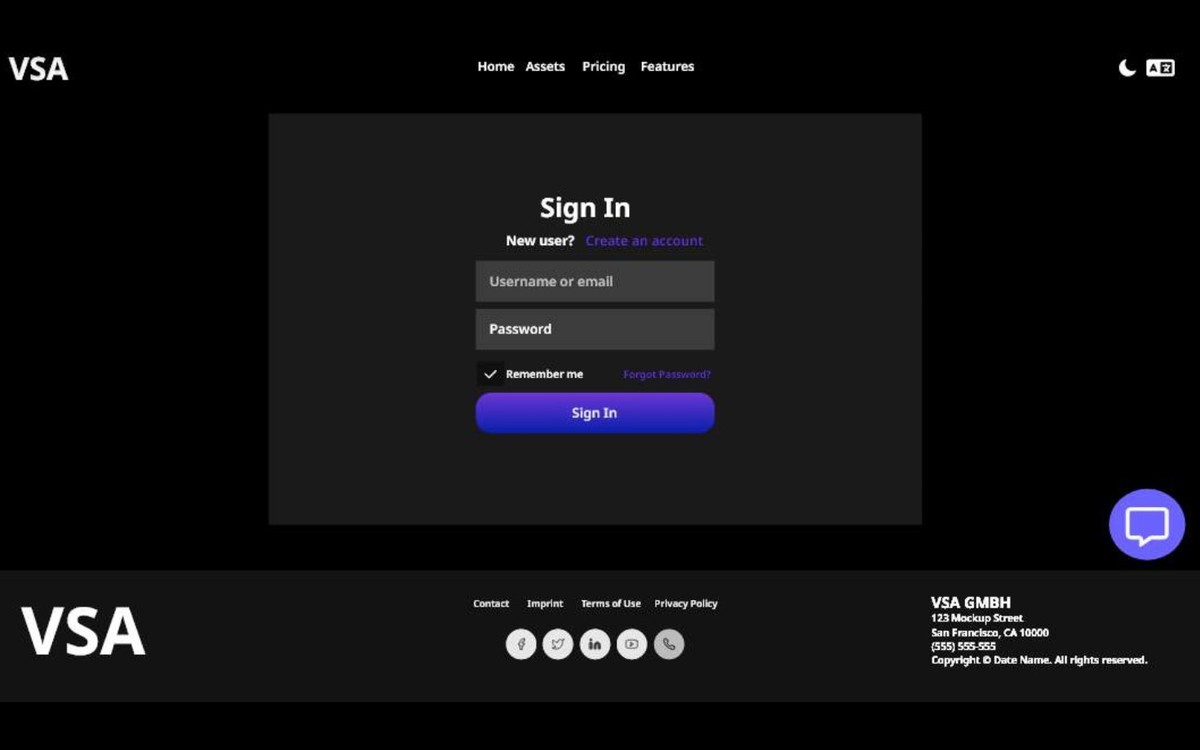 VSA
Home Assets Pricing Features
A
Sign In
New user? Create an account
Username or email
Password
Remember me Forgot Password?
Sign In
VSA
Contact Imprint Terms of Use Privacy Policy
in
VSA GMBH
123 Mockup Street
San Francisco, CA 10000
(555) 555-555
Copyright © Date Name. All rights reserved.